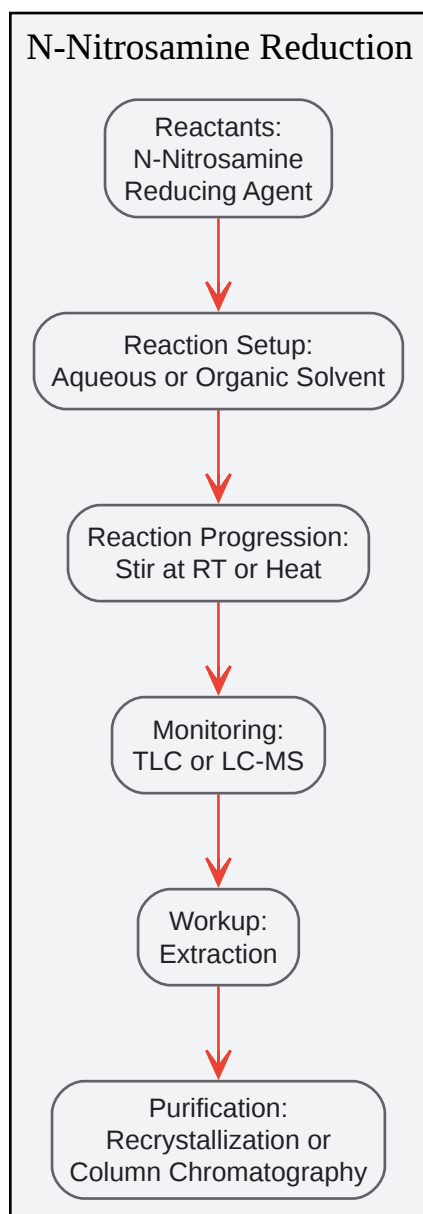 N-Nitrosamine Reduction
Reactants:
N-Nitrosamine
Reducing Agent
Reaction Setup:
Aqueous or Organic Solvent
Reaction Progression:
Stir at RT or Heat
Monitoring:
TLC or LC-MS
Workup:
Extraction
Purification:
Recrystallization or
Column Chromatography